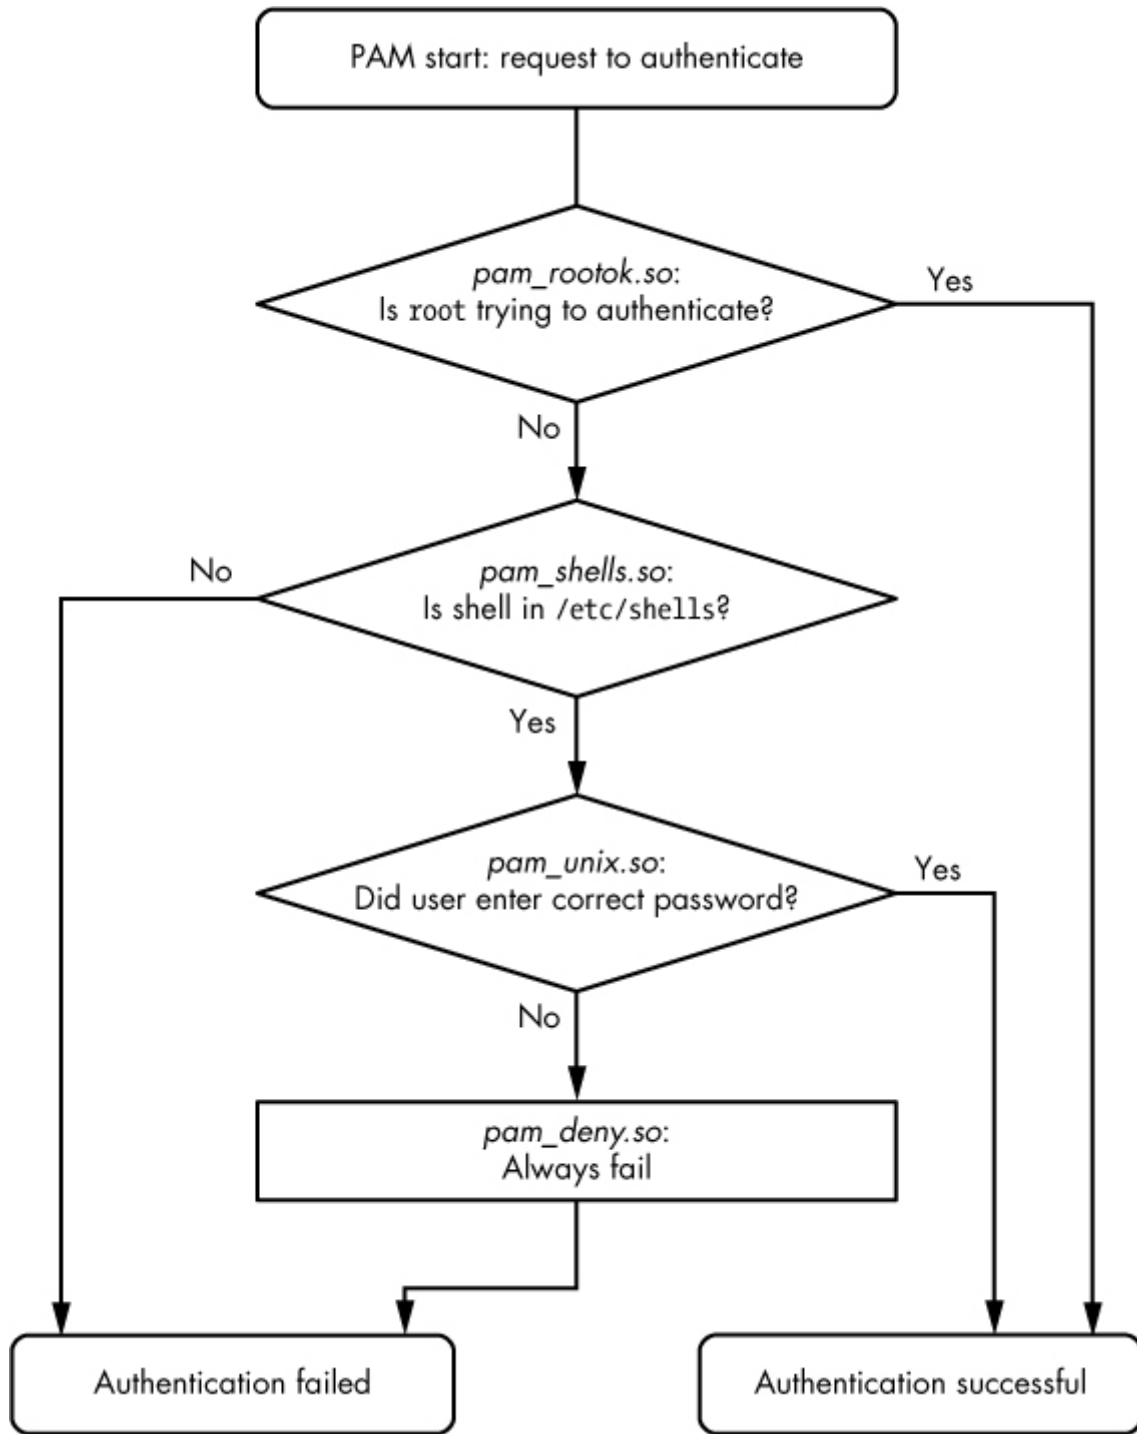 PAM start: request to authenticate
pam_rootok.so:
Is root trying to authenticate?
Yes
No
No
pam_shells.so:
Is shell in /etc/shells?
Yes
pam_unix.so:
Did user enter correct password?
Yes
No
pam_deny.so:
Always fail
Authentication failed
Authentication successful